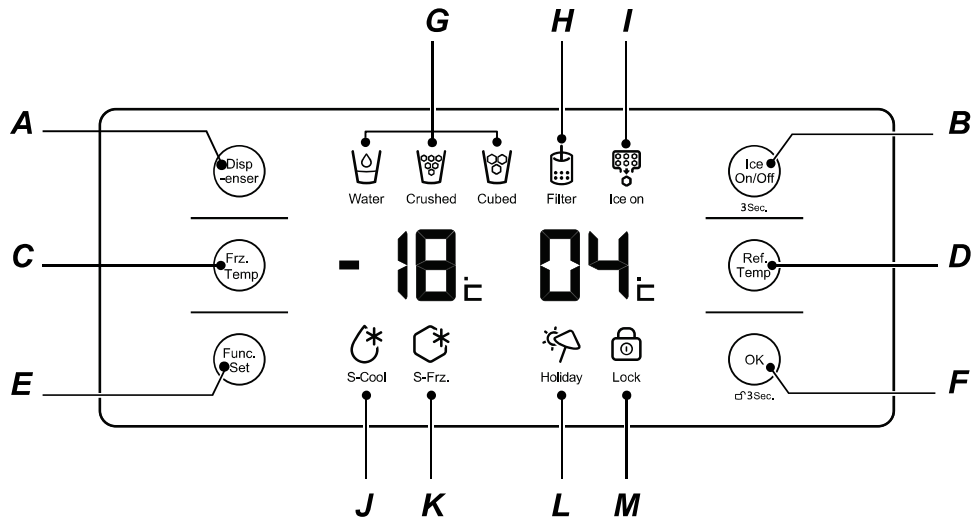 G H I
A B
Disp
-enser
Water Crushed Cubed Filter Ice on
Ice
On/Off
3Sec.
C D
Frz.
Temp
-18°C 04°C
Ref.
Temp
E F
Func.
Set
S-Cool S-Frz. Holiday Lock
OK
3Sec.
J K L M